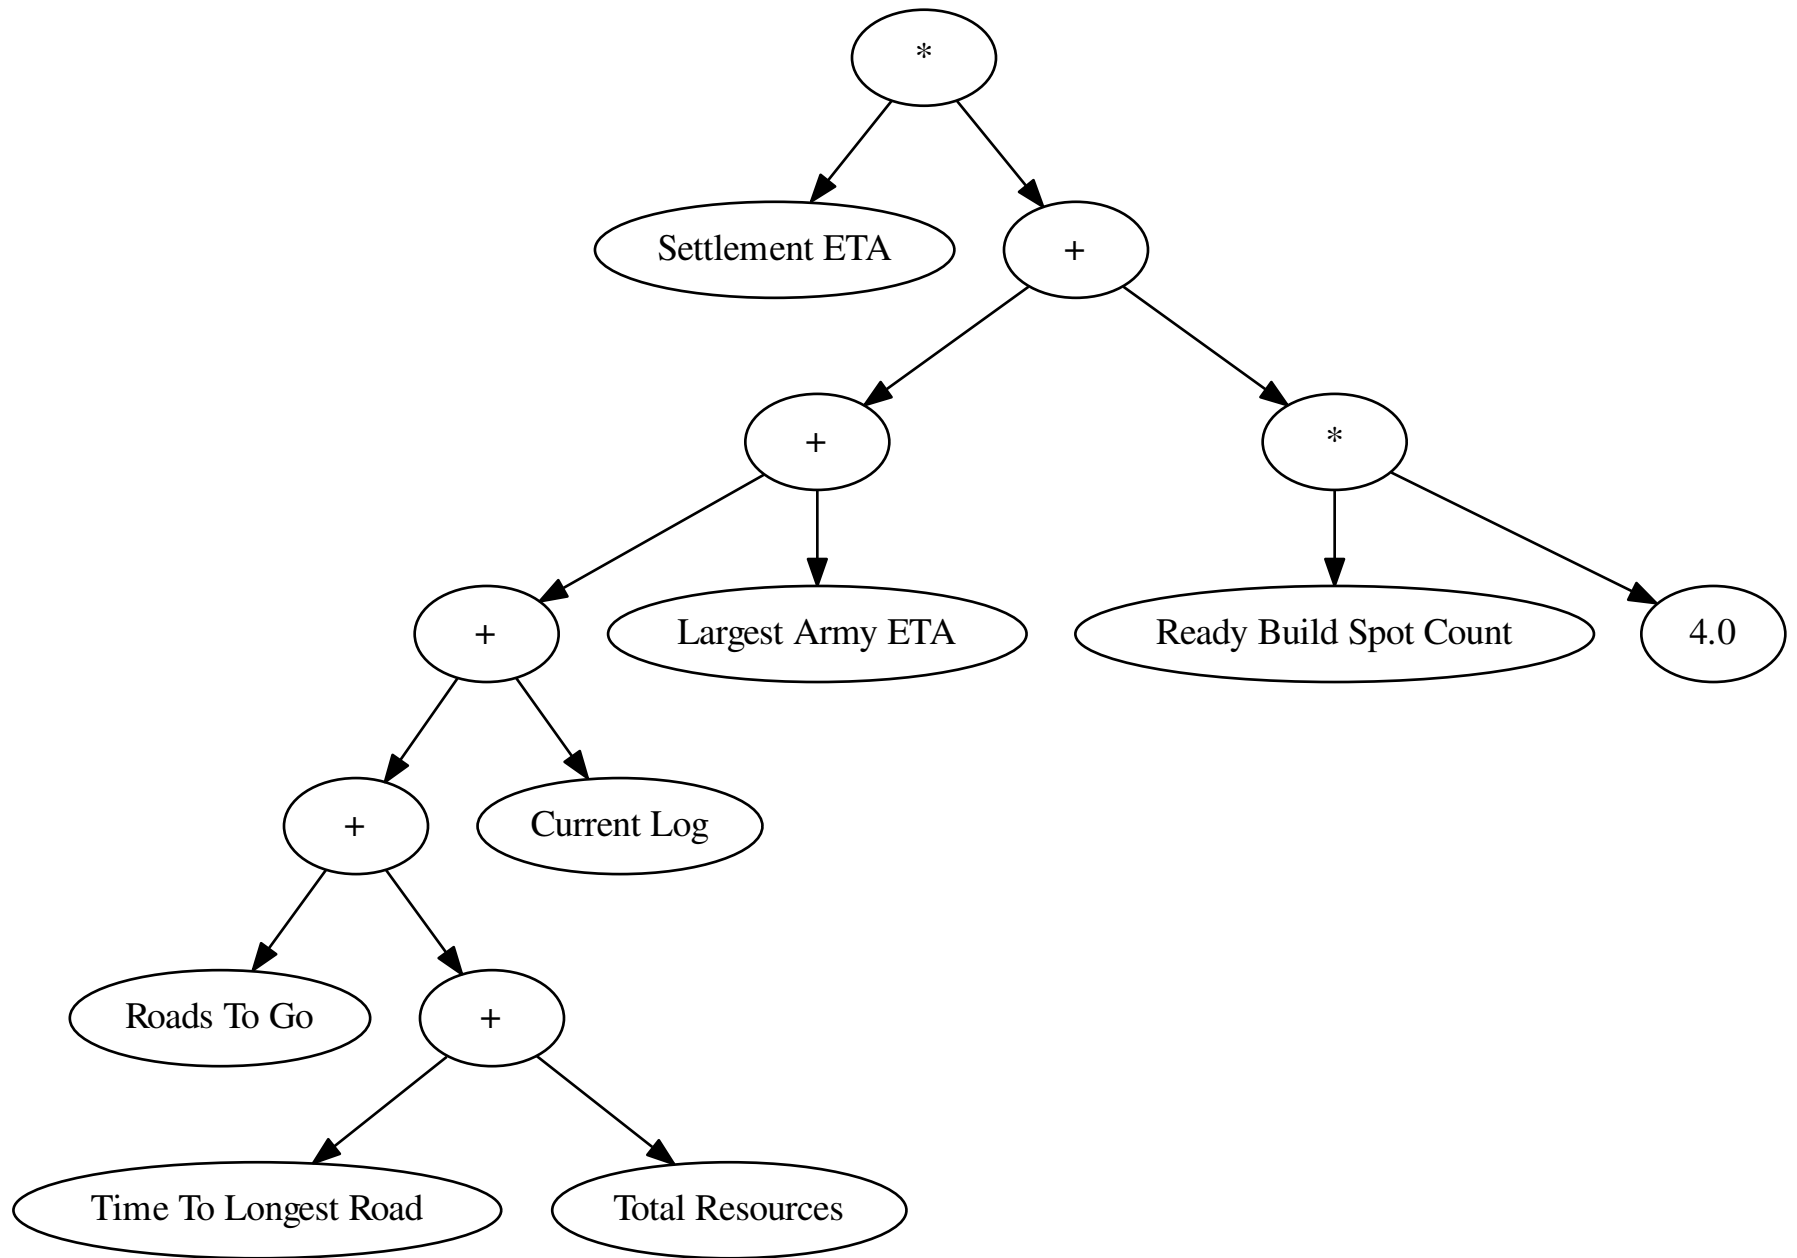 *
Settlement ETA
+
+
*
+
Largest Army ETA
Ready Build Spot Count
4.0
+
Current Log
Roads To Go
+
Time To Longest Road
Total Resources